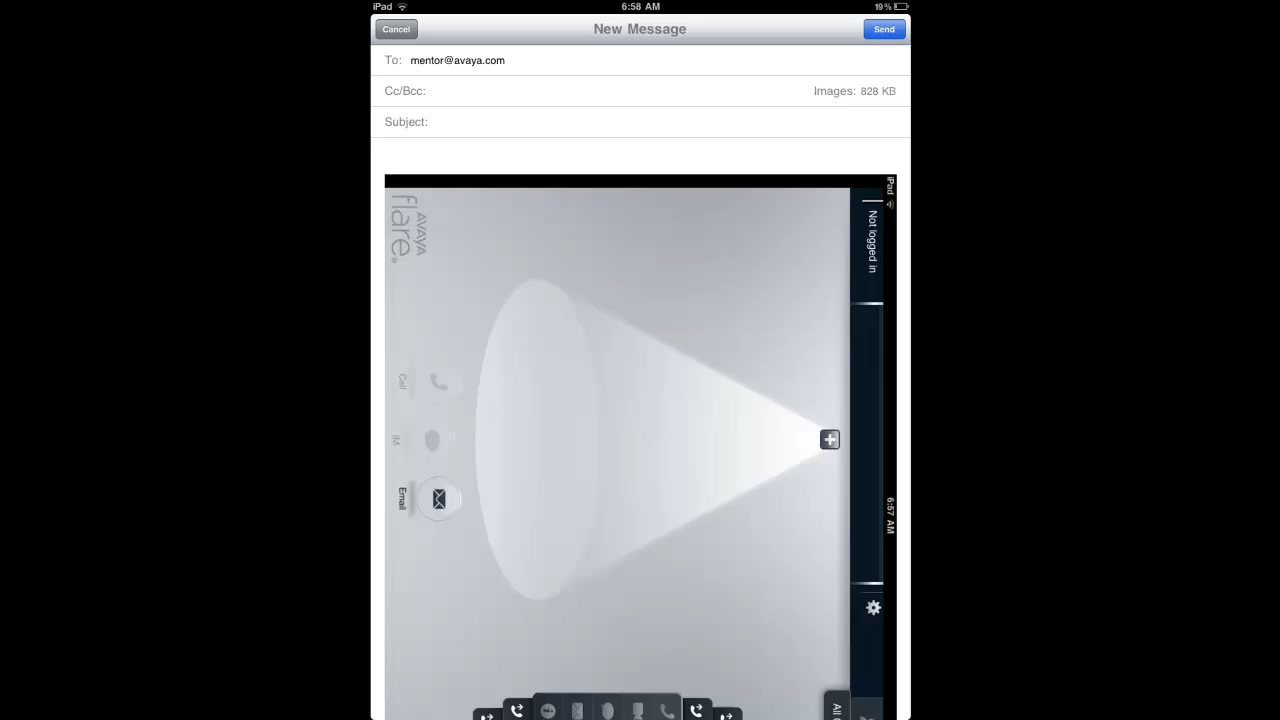 iPad 6:58 AM 19%
Cancel New Message Send
To: mentor@avaya.com
Cc/Bcc: Images: 828 KB
Subject:
iPad 6:57 AM
Not logged in
AVAYA
flare®
Call
IM
Email
All